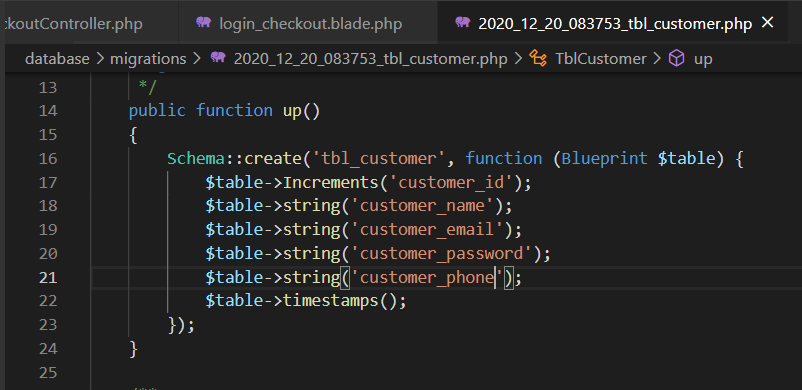 ckoutController.php login_checkout.blade.php 2020_12_20_083753_tbl_customer.php
database > migrations > 2020_12_20_083753_tbl_customer.php > TblCustomer > up
13 */
14 public function up()
15 {
16 Schema::create('tbl_customer', function (Blueprint $table) {
17 $table->Increments('customer_id');
18 $table->string('customer_name');
19 $table->string('customer_email');
20 $table->string('customer_password');
21 $table->string('customer_phone');
22 $table->timestamps();
23 });
24 }
25